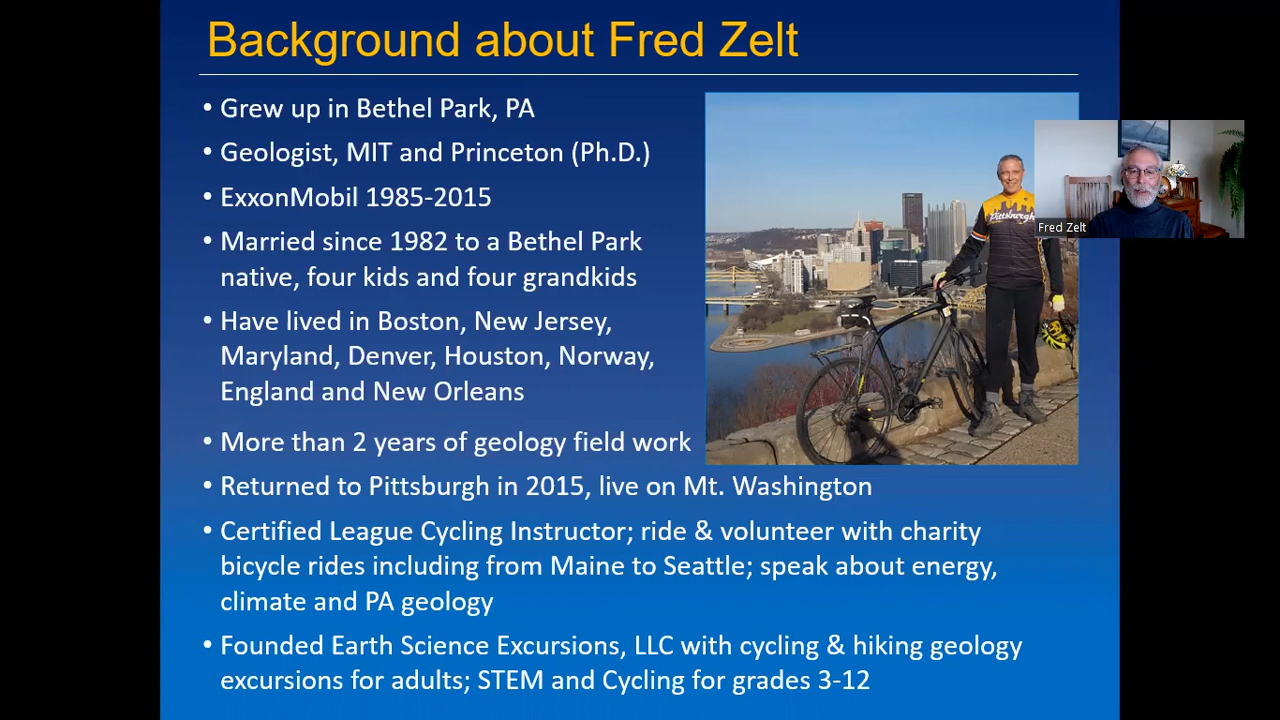 Background about Fred Zelt
• Grew up in Bethel Park, PA
• Geologist, MIT and Princeton (Ph.D.)
• ExxonMobil 1985-2015
• Married since 1982 to a Bethel Park
native, four kids and four grandkids
• Have lived in Boston, New Jersey,
Maryland, Denver, Houston, Norway,
England and New Orleans
• More than 2 years of geology field work
• Returned to Pittsburgh in 2015, live on Mt. Washington
• Certified League Cycling Instructor; ride & volunteer with charity
bicycle rides including from Maine to Seattle; speak about energy,
climate and PA geology
• Founded Earth Science Excursions, LLC with cycling & hiking geology
excursions for adults; STEM and Cycling for grades 3-12
Pittsburgh
Fred Zelt